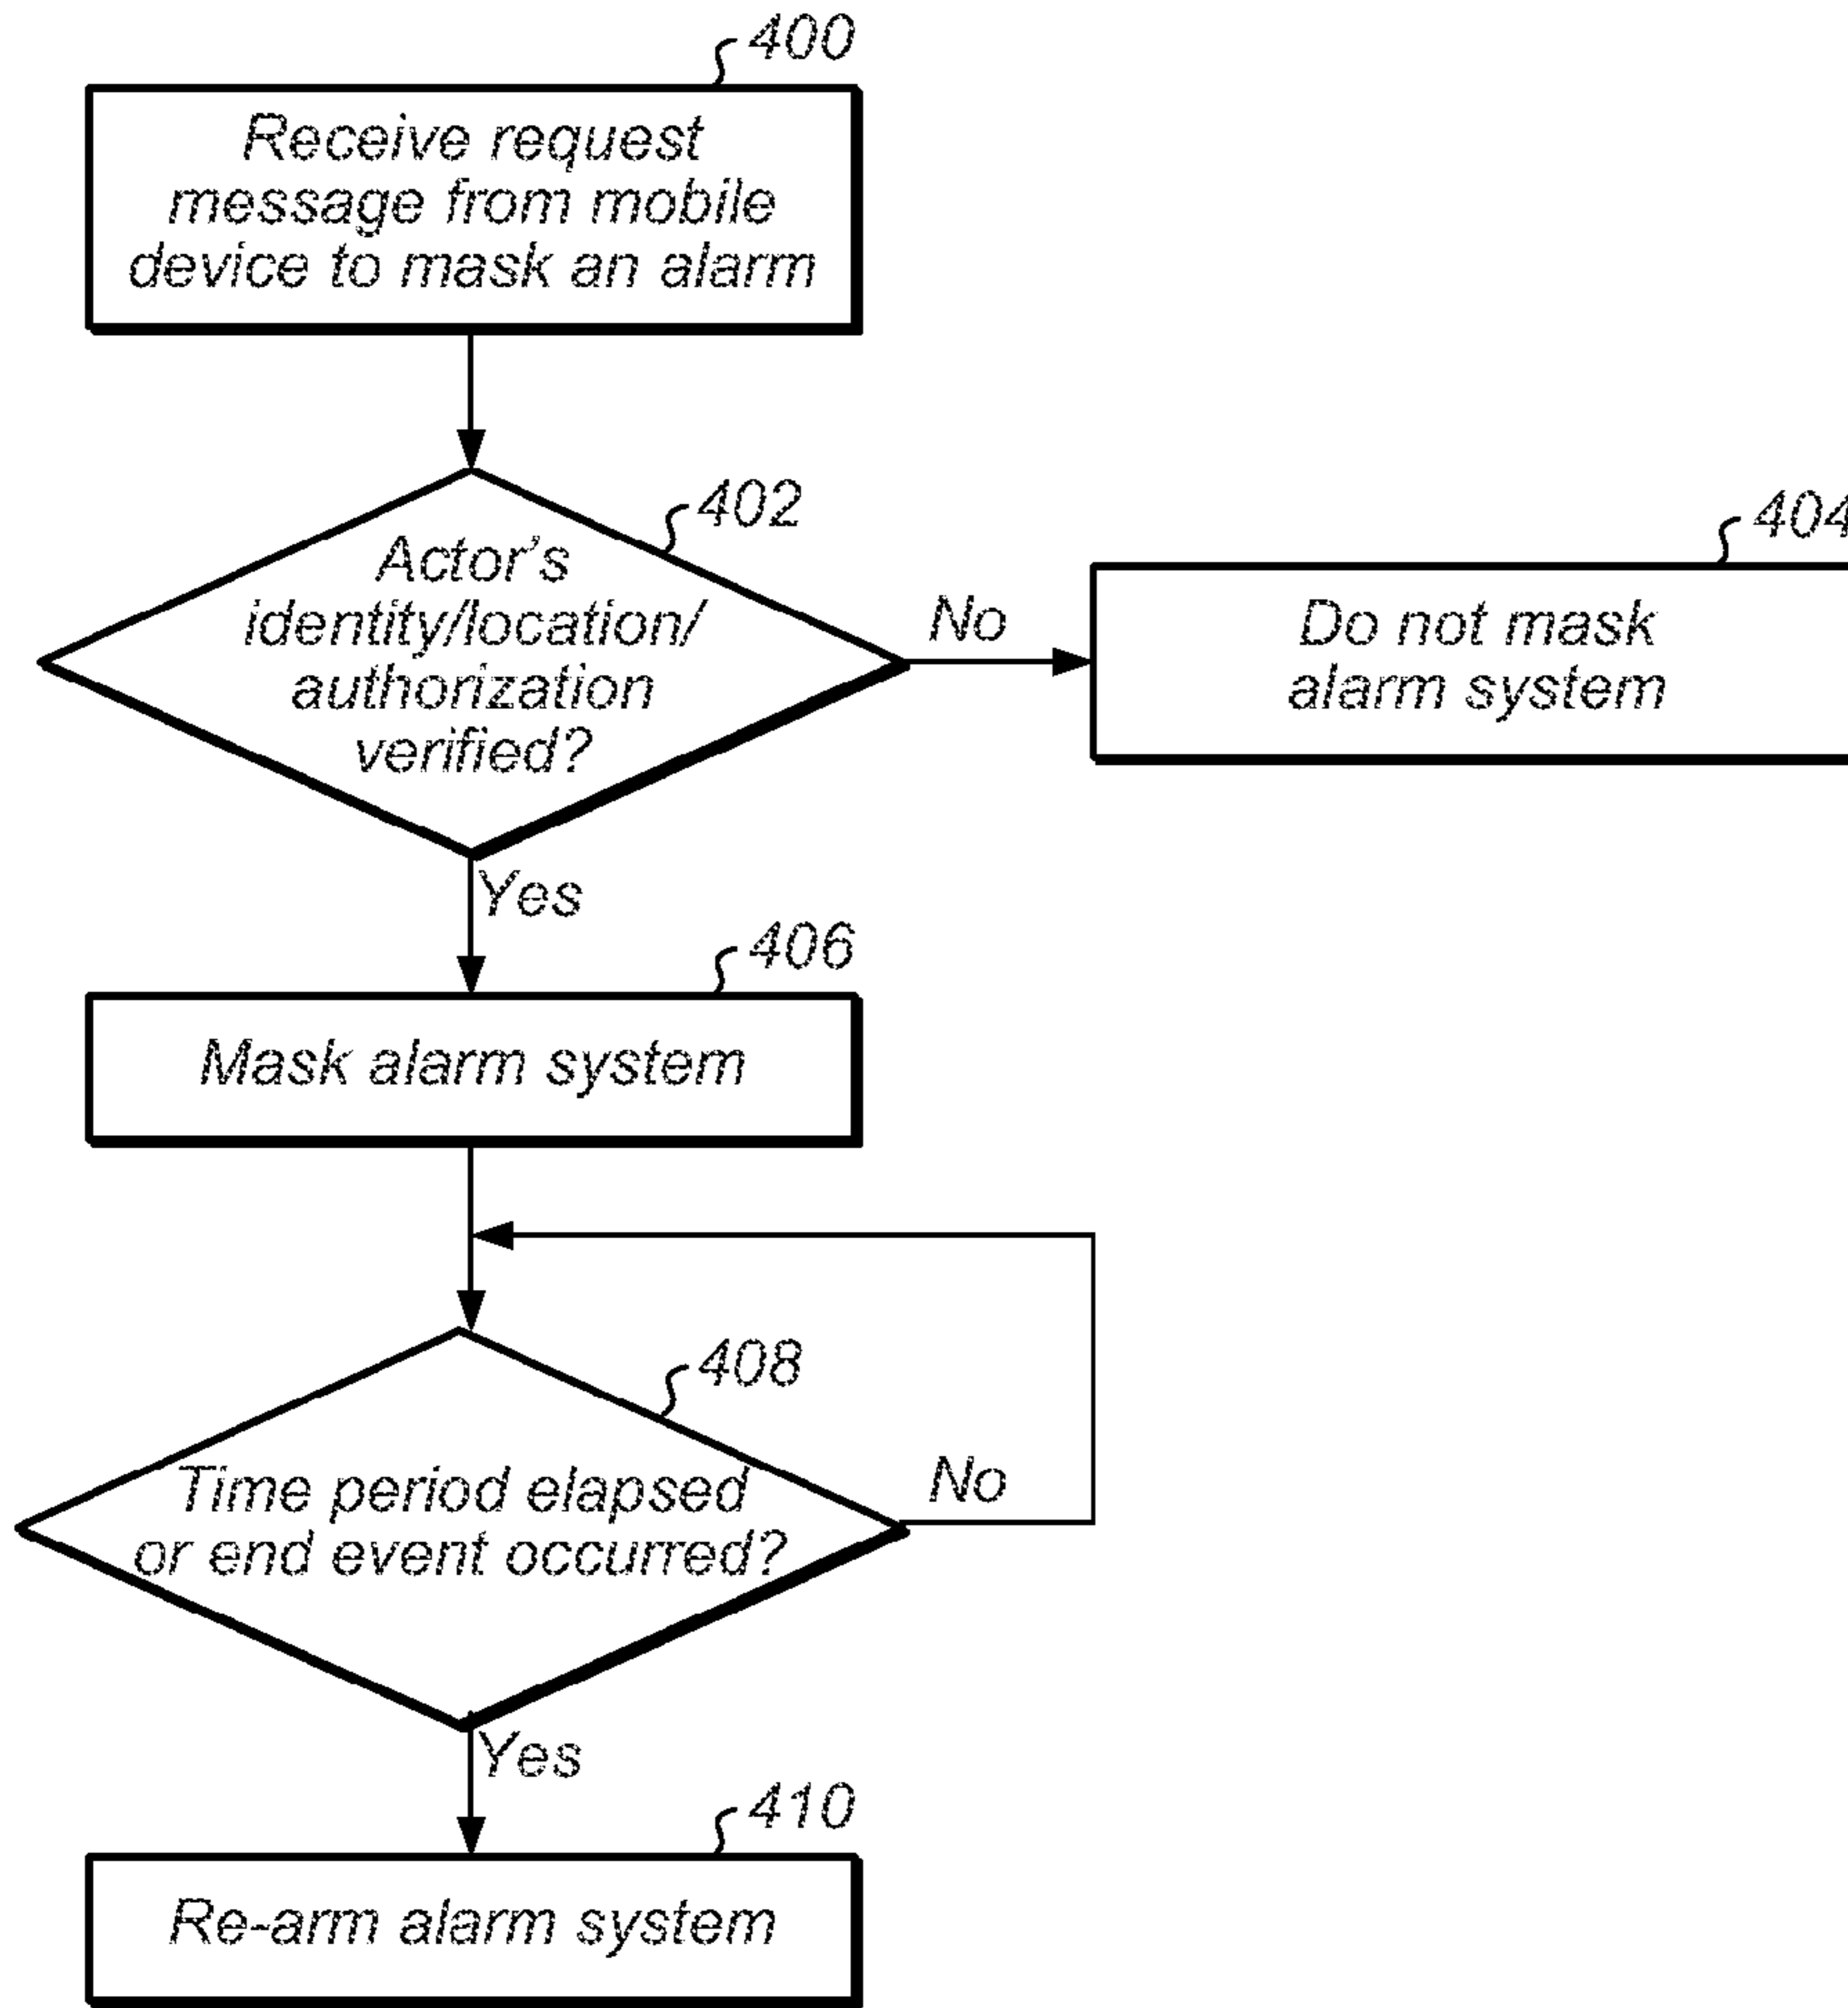 400
Receive request
message from mobile
device to mask an alarm
402
Actor's
identity/location/
authorization
verified?
No
404
Do not mask
alarm system
Yes
406
Mask alarm system
408
Time period elapsed
or end event occurred?
No
Yes
410
Re-arm alarm system